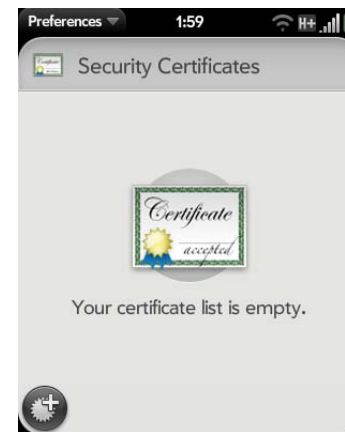 Preferences 1:59 H+
Security Certificates
Certificate
accepted
Your certificate list is empty.